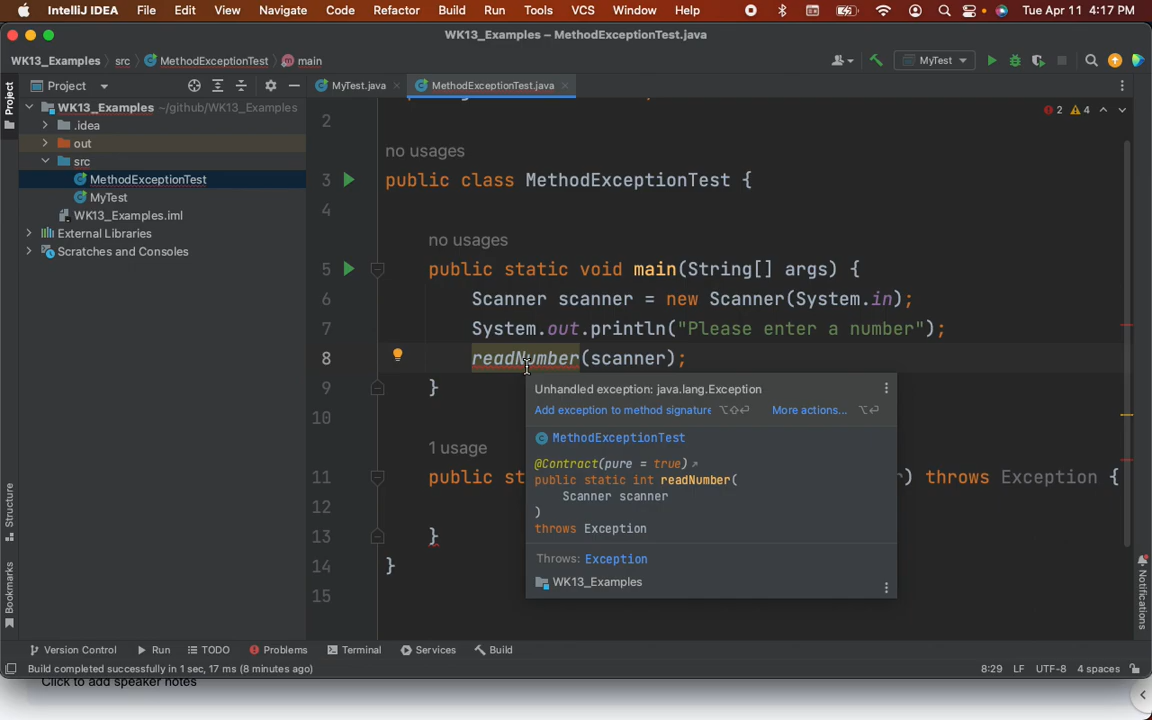 IntelliJ IDEA File Edit View Navigate Code Refactor Build Run Tools VCS Window Help Tue Apr 11 4:17 PM
WK13_Examples – MethodExceptionTest.java
WK13_Examples src MethodExceptionTest main MyTest
Project MyTest.java MethodExceptionTest.java
Project
WK13_Examples ~/github/WK13_Examples
.idea
out
src
MethodExceptionTest
MyTest
WK13_Examples.iml
External Libraries
Scratches and Consoles
2 4
2
no usages
3 public class MethodExceptionTest {
4
no usages
5 public static void main(String[] args) {
6 Scanner scanner = new Scanner(System.in);
7 System.out.println("Please enter a number");
8 readNumber(scanner);
9 }
10
1 usage
11 public st ) throws Exception {
12
13 }
14 }
15
Unhandled exception: java.lang.Exception
Add exception to method signature ⌥⇧⏎ More actions... ⌥⏎
MethodExceptionTest
@Contract(pure = true)
public static int readNumber(
Scanner scanner
)
throws Exception
Throws: Exception
WK13_Examples
Structure
Bookmarks
Notifications
Version Control Run TODO Problems Terminal Services Build
Build completed successfully in 1 sec, 17 ms (8 minutes ago) 8:29 LF UTF-8 4 spaces
Click to add speaker notes